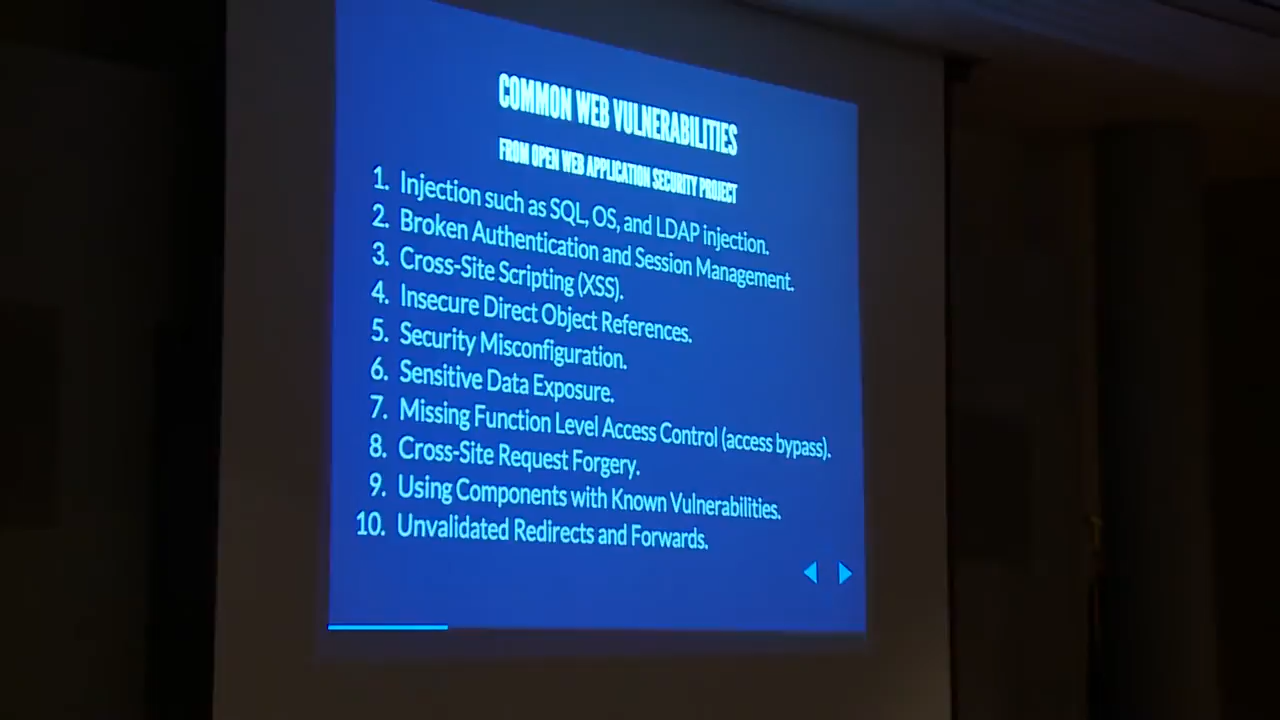 COMMON WEB VULNERABILITIES
FROM OPEN WEB APPLICATION SECURITY PROJECT
1. Injection such as SQL, OS, and LDAP injection.
2. Broken Authentication and Session Management.
3. Cross-Site Scripting (XSS).
4. Insecure Direct Object References.
5. Security Misconfiguration.
6. Sensitive Data Exposure.
7. Missing Function Level Access Control (access bypass).
8. Cross-Site Request Forgery.
9. Using Components with Known Vulnerabilities.
10. Unvalidated Redirects and Forwards.